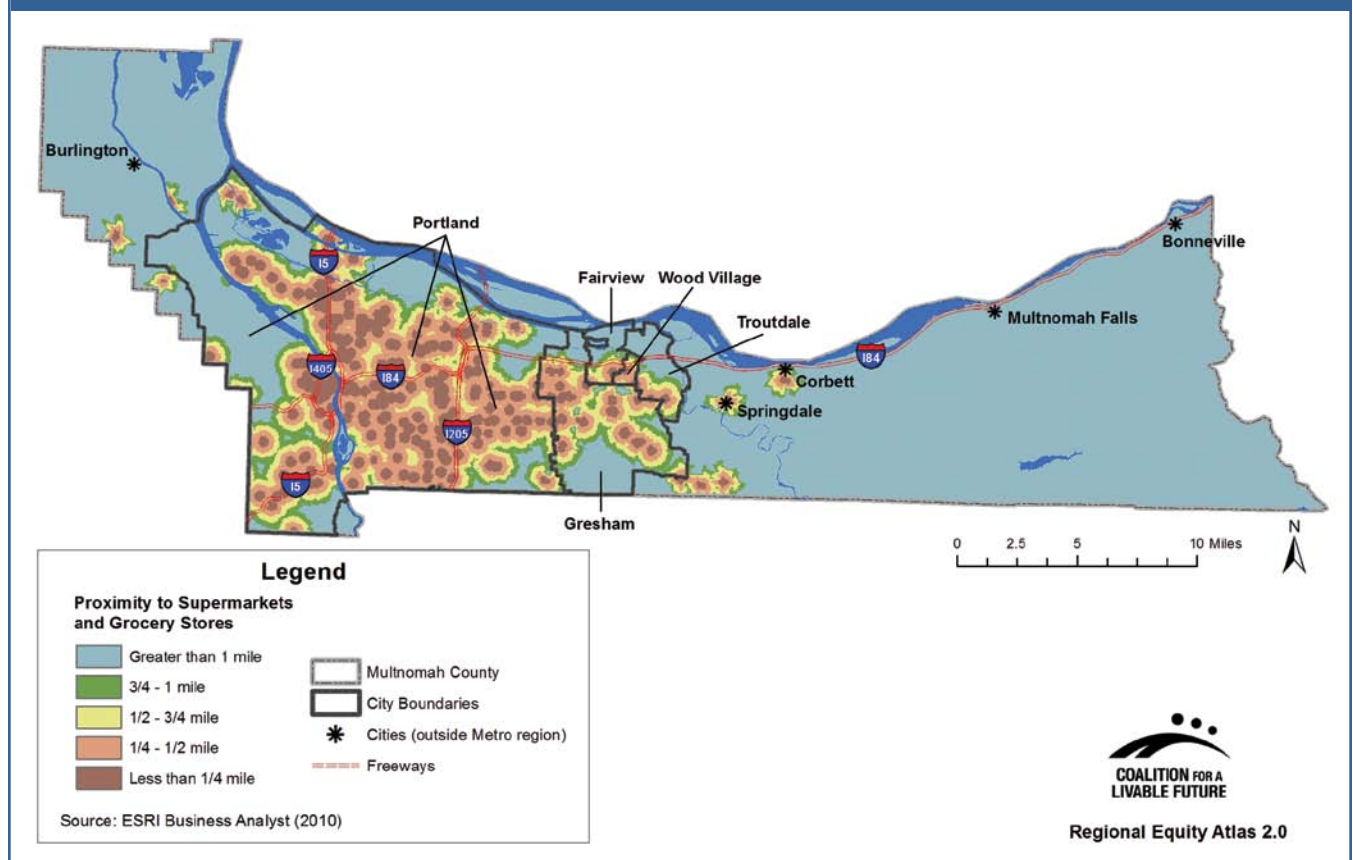 Burlington
Portland
15
Fairview
Wood Village
Troutdale
Bonneville
Multnomah Falls
I84
Corbett
Springdale
I405
I84
I205
15
Gresham
0 2.5 5 10 Miles
N
Legend
Proximity to Supermarkets
and Grocery Stores
Greater than 1 mile
3/4 - 1 mile
1/2 - 3/4 mile
1/4 - 1/2 mile
Less than 1/4 mile
Multnomah County
City Boundaries
Cities (outside Metro region)
Freeways
Source: ESRI Business Analyst (2010)
COALITION FOR A
LIVABLE FUTURE
Regional Equity Atlas 2.0